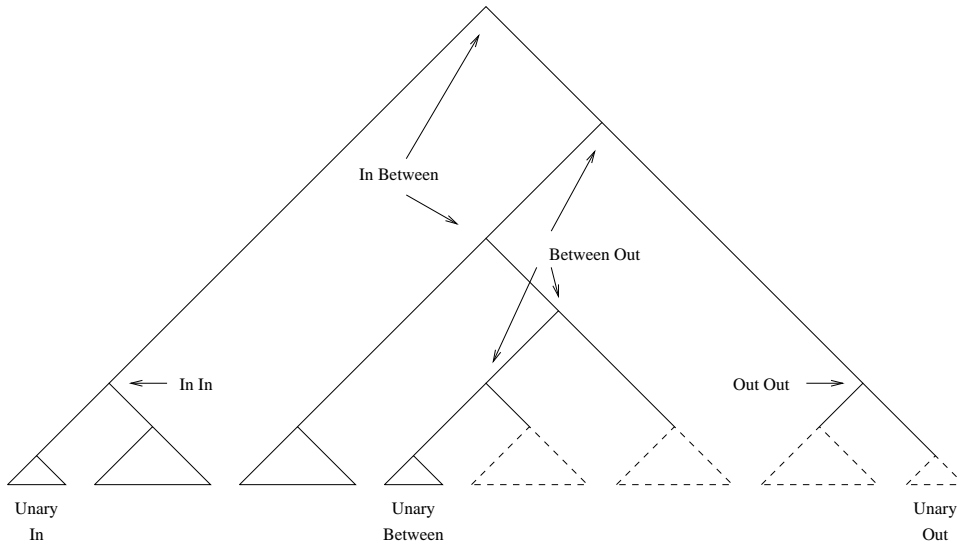 In Between
Between Out
In In
Out Out
Unary
In
Unary
Between
Unary
Out